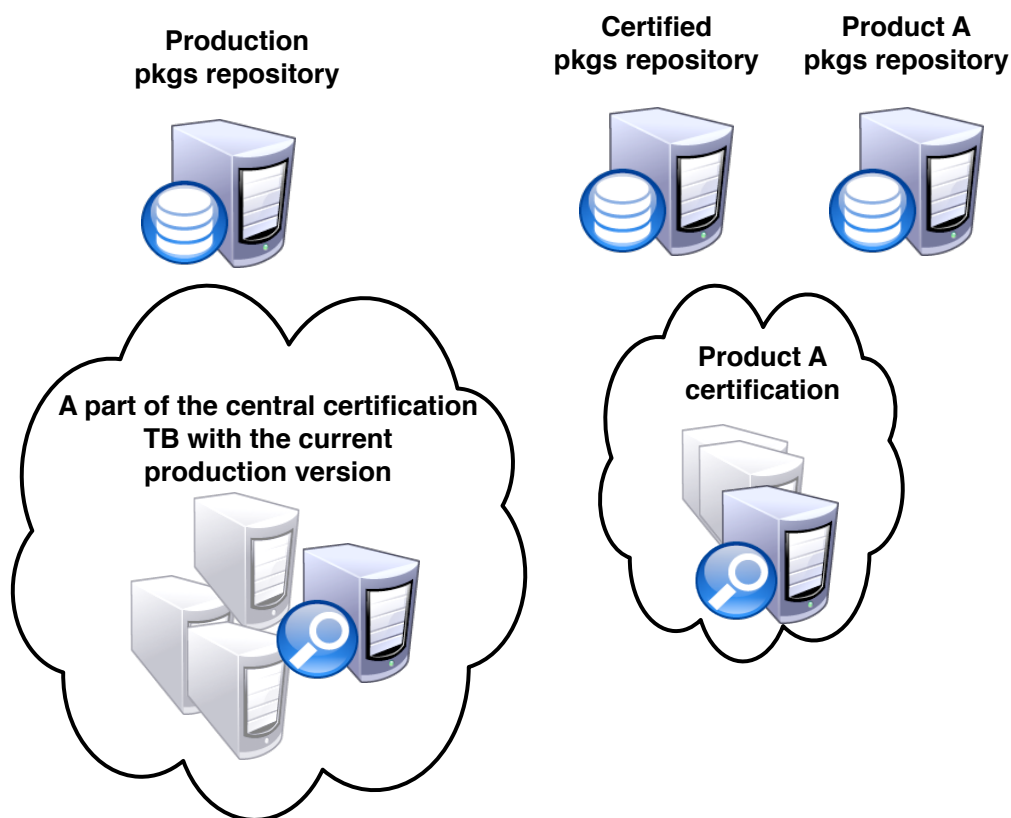 Production
pkgs repository
Certified
pkgs repository
Product A
pkgs repository
A part of the central certification
TB with the current
production version
Product A
certification